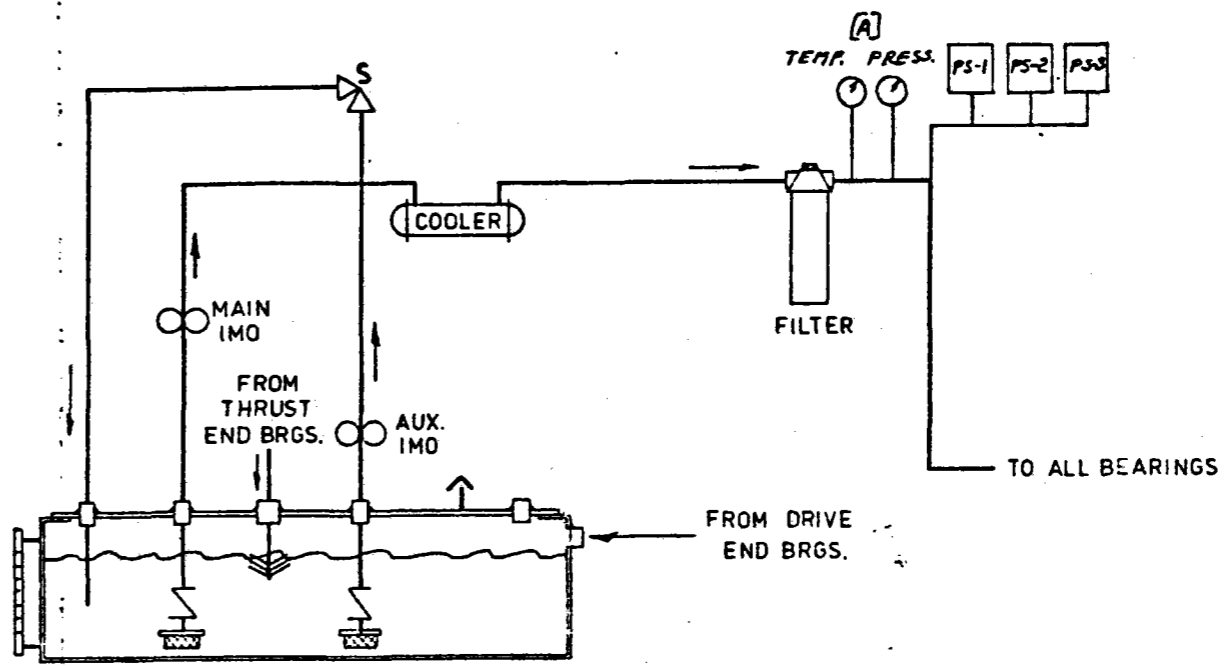 [A]
TEMP. PRESS.
PS-1
PS-2
PS-3
S
COOLER
MAIN
IMO
FILTER
FROM
THRUST
END BRGS.
AUX.
IMO
TO ALL BEARINGS
FROM DRIVE
END BRGS.